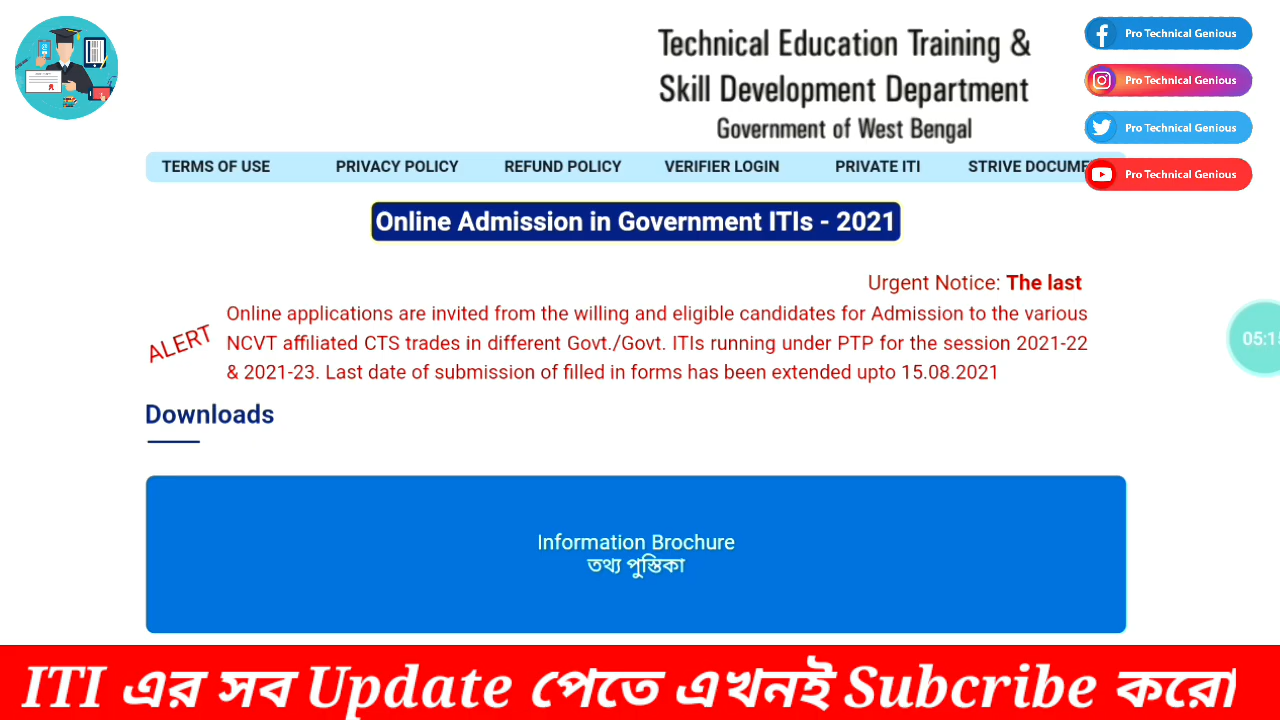 Technical Education Training &
Skill Development Department
Government of West Bengal
Pro Technical Genious
Pro Technical Genious
Pro Technical Genious
Pro Technical Genious
TERMS OF USE PRIVACY POLICY REFUND POLICY VERIFIER LOGIN PRIVATE ITI STRIVE DOCUME
Online Admission in Government ITIs - 2021
Urgent Notice: The last
ALERT
Online applications are invited from the willing and eligible candidates for Admission to the various
NCVT affiliated CTS trades in different Govt./Govt. ITIs running under PTP for the session 2021-22
& 2021-23. Last date of submission of filled in forms has been extended upto 15.08.2021
05:15
Downloads
Information Brochure
তথ্য পুস্তিকা
ITI এর সব Update পেতে এখনই Subcribe করো